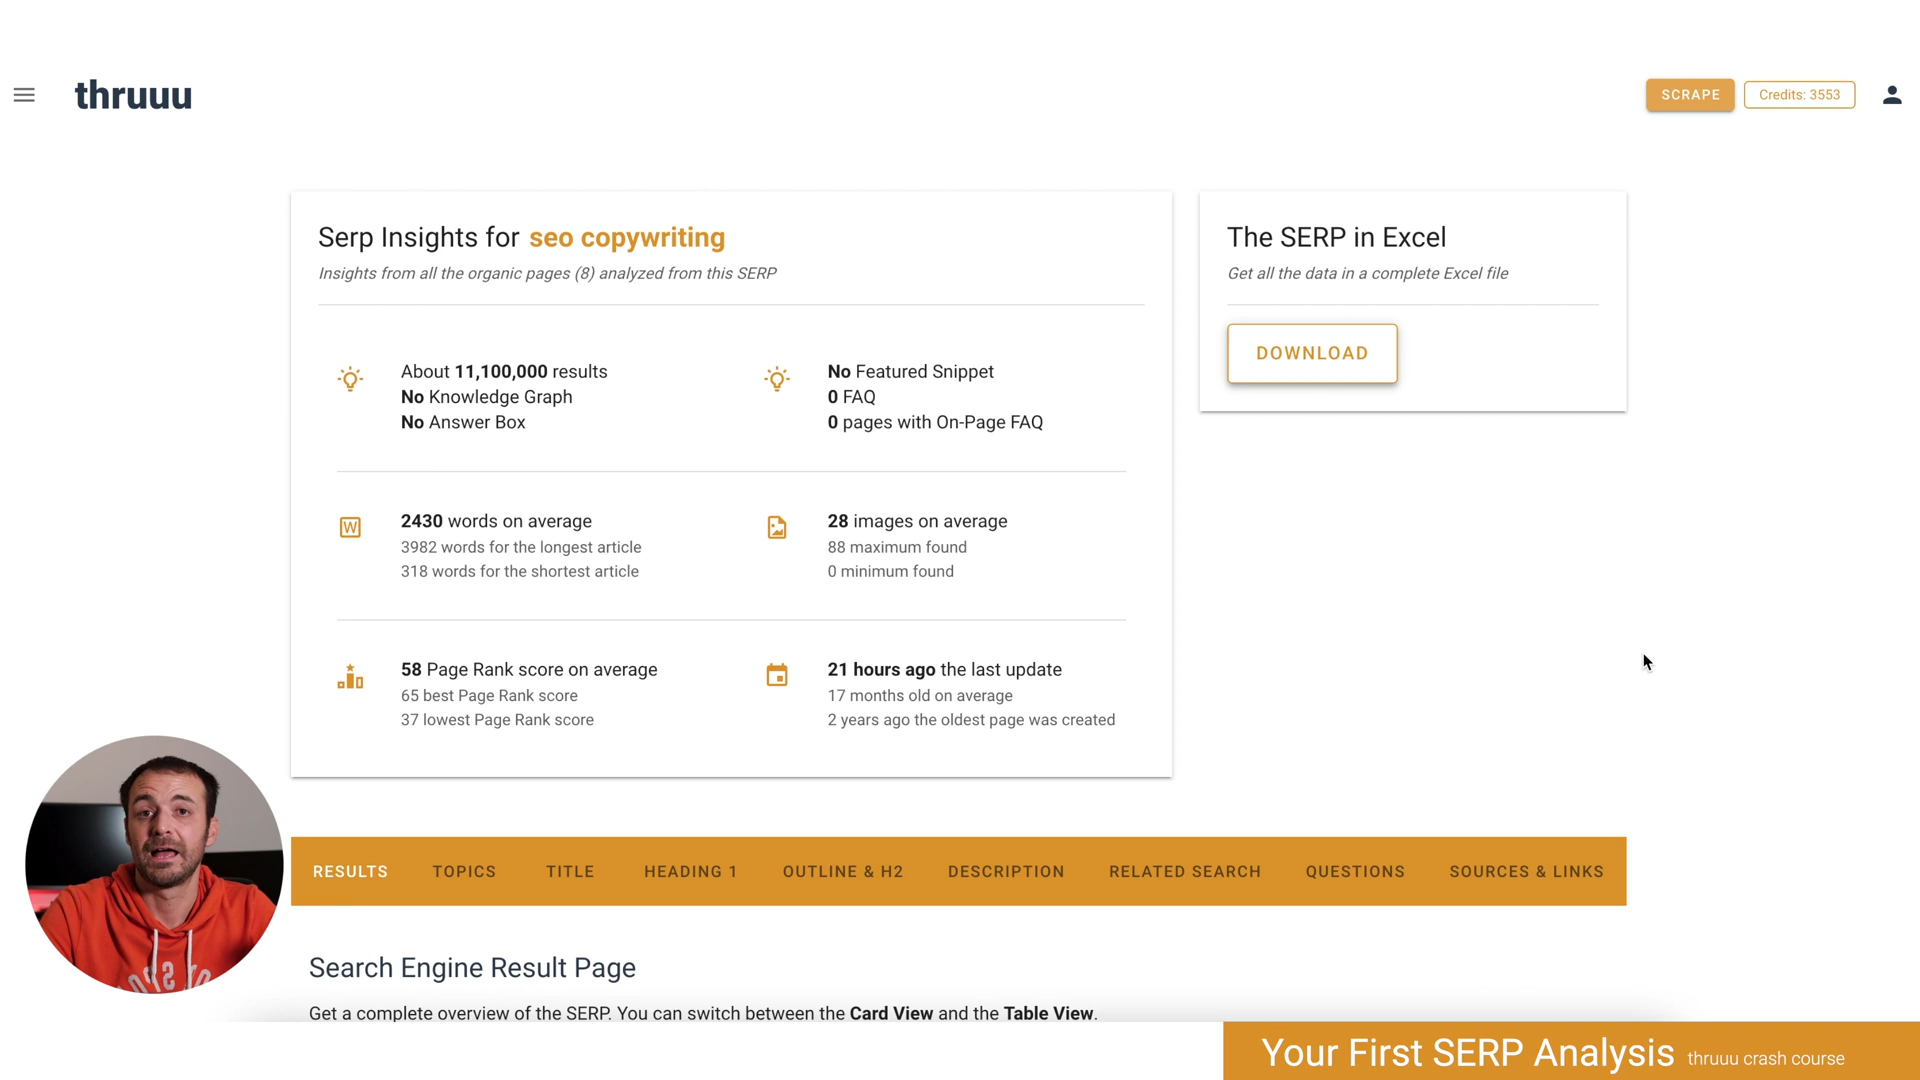 thruuu
SCRAPE
Credits: 3553
Serp Insights for seo copywriting
Insights from all the organic pages (8) analyzed from this SERP
About 11,100,000 results
No Knowledge Graph
No Answer Box
No Featured Snippet
0 FAQ
0 pages with On-Page FAQ
2430 words on average
3982 words for the longest article
318 words for the shortest article
28 images on average
88 maximum found
0 minimum found
58 Page Rank score on average
65 best Page Rank score
37 lowest Page Rank score
21 hours ago the last update
17 months old on average
2 years ago the oldest page was created
The SERP in Excel
Get all the data in a complete Excel file
DOWNLOAD
RESULTS
TOPICS
TITLE
HEADING 1
OUTLINE & H2
DESCRIPTION
RELATED SEARCH
QUESTIONS
SOURCES & LINKS
Search Engine Result Page
Get a complete overview of the SERP. You can switch between the Card View and the Table View.
Your First SERP Analysis thruuu crash course